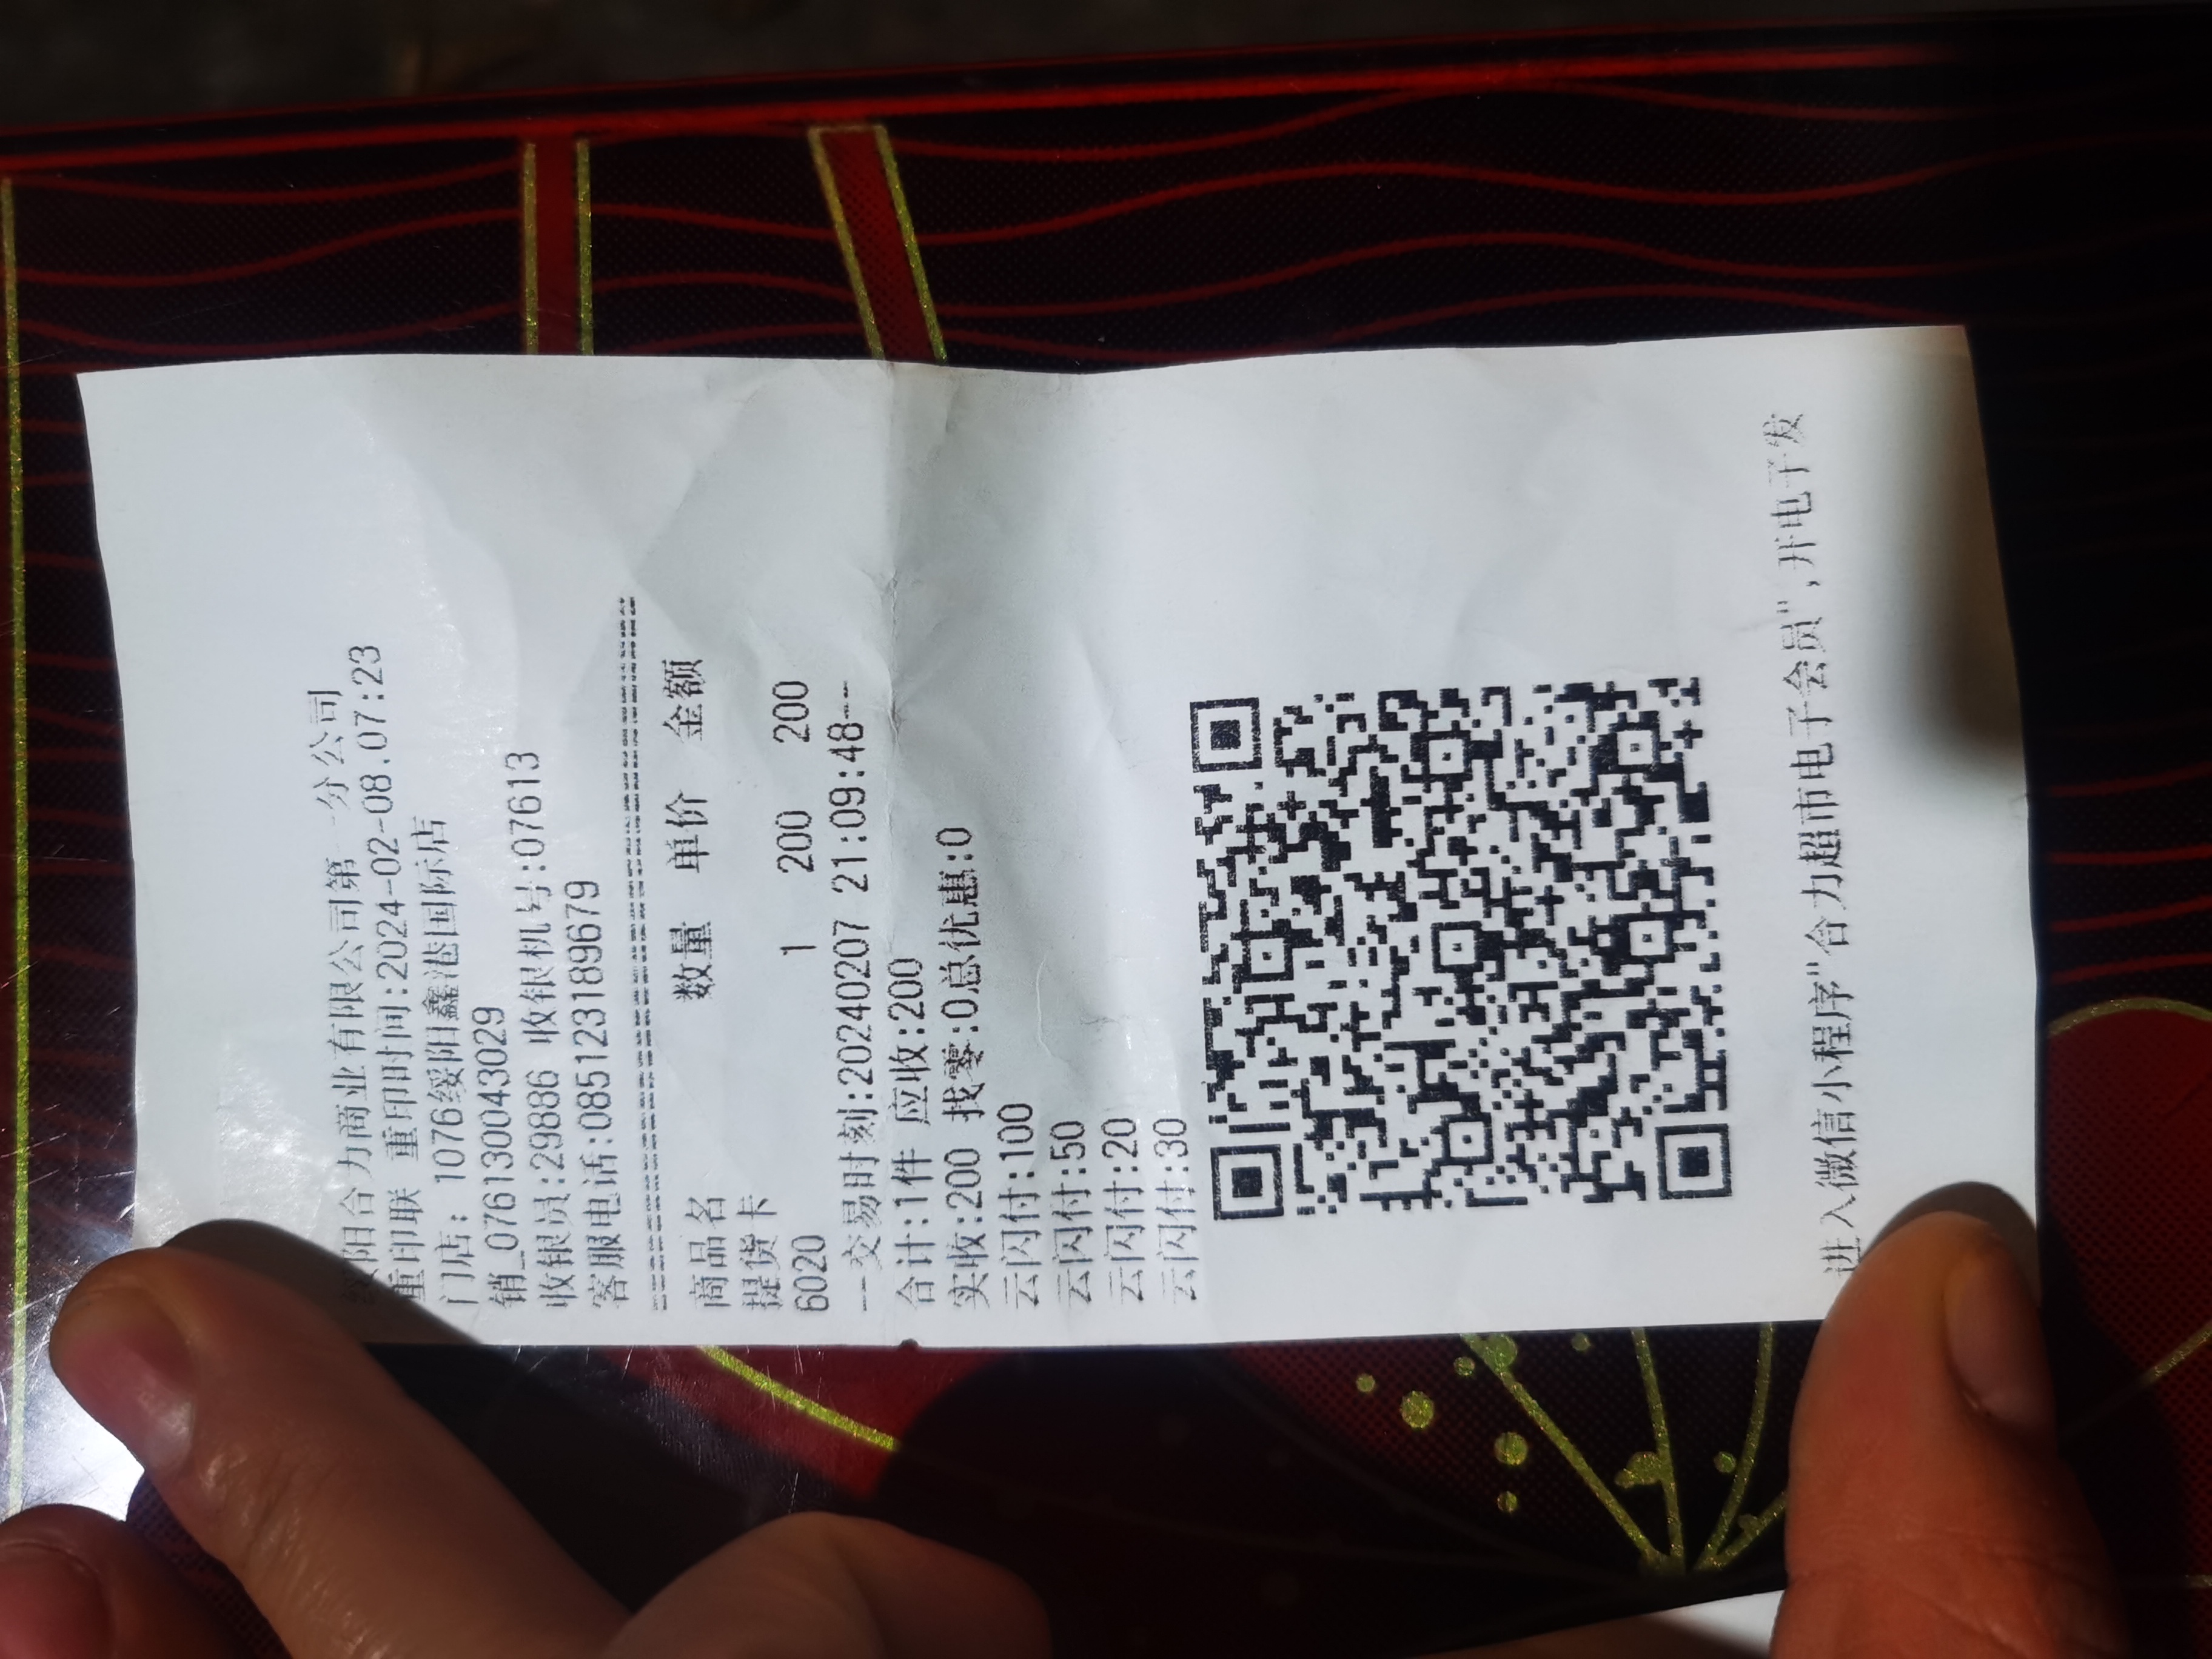 绥阳合力商业有限公司第一分公司
重印联 重印时间:2024-02-08.07:23
门店: 1076绥阳鑫港国际店
销_0761300043029
收银员:29886 收银机号:07613
客服电话:085123189679
商品名 数量 单价 金额
提货卡
6020 1 200 200
---交易时刻:20240207 21:09:48---
合计:1件 应收:200
实收:200 找零:0总优惠:0
云闪付:100
云闪付:50
云闪付:20
云闪付:30
进入微信小程序"合力超市电子会员",开电子发